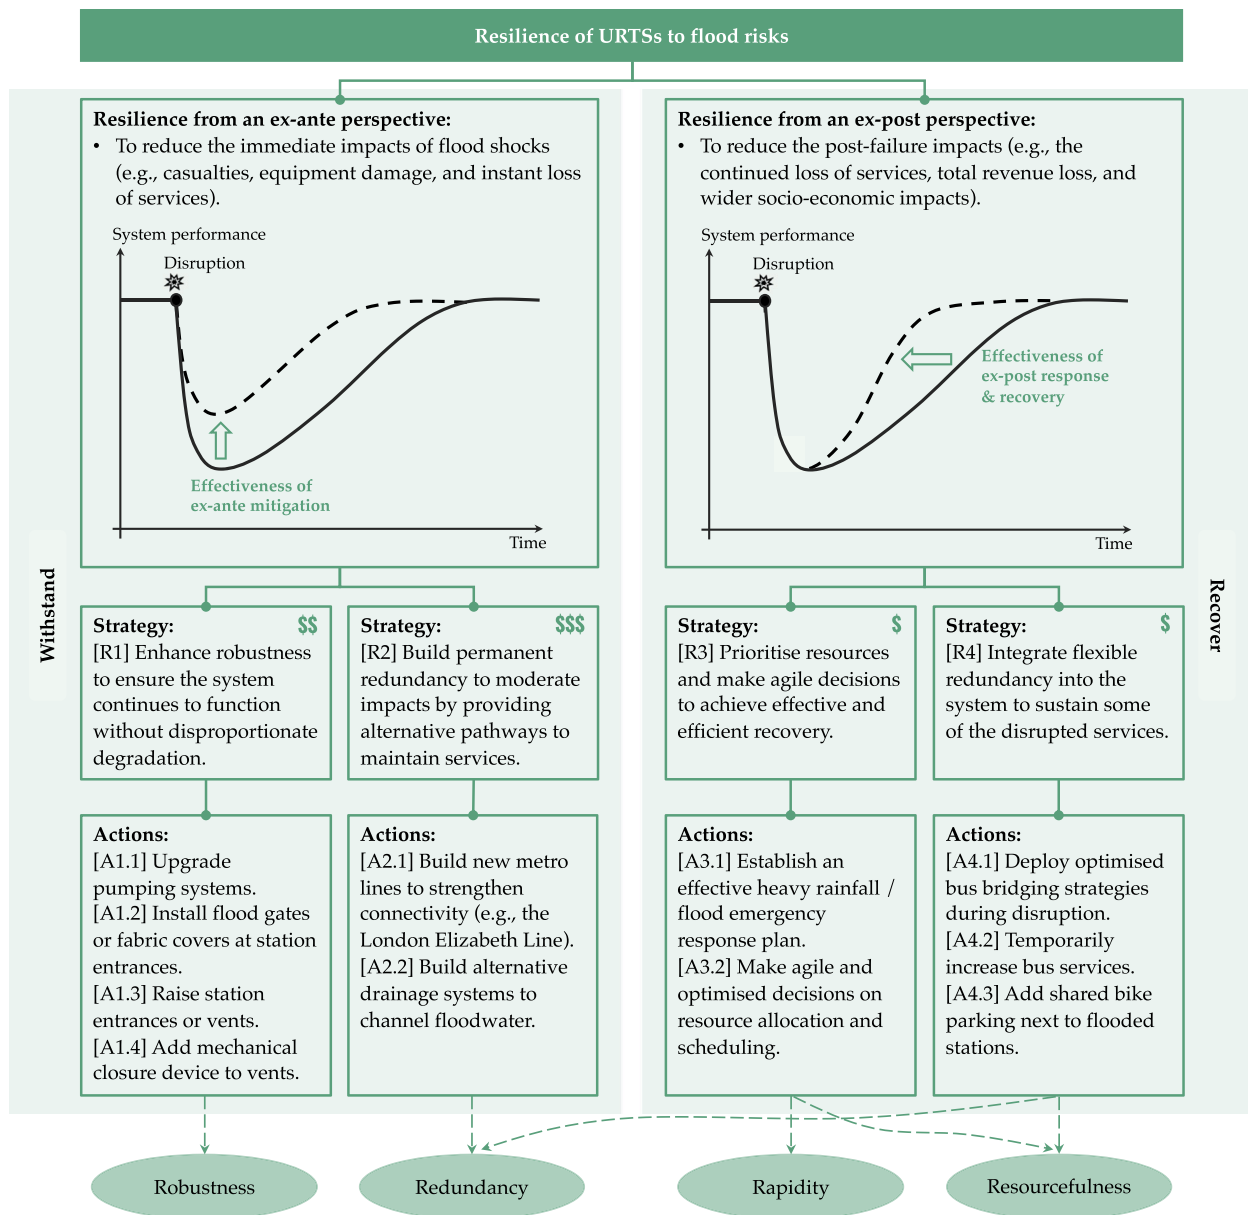 Resilience of URTSs to flood risks
Resilience from an ex-ante perspective:
• To reduce the immediate impacts of flood shocks
(e.g., casualties, equipment damage, and instant loss
of services).
System performance
Disruption
Effectiveness of
ex-ante mitigation
Time
Resilience from an ex-post perspective:
• To reduce the post-failure impacts (e.g., the
continued loss of services, total revenue loss, and
wider socio-economic impacts).
System performance
Disruption
Effectiveness of
ex-post response
& recovery
Time
Withstand
Recover
Strategy: $$
[R1] Enhance robustness
to ensure the system
continues to function
without disproportionate
degradation.
Strategy: $$$
[R2] Build permanent
redundancy to moderate
impacts by providing
alternative pathways to
maintain services.
Strategy: $
[R3] Prioritise resources
and make agile decisions
to achieve effective and
efficient recovery.
Strategy: $
[R4] Integrate flexible
redundancy into the
system to sustain some
of the disrupted services.
Actions:
[A1.1] Upgrade
pumping systems.
[A1.2] Install flood gates
or fabric covers at station
entrances.
[A1.3] Raise station
entrances or vents.
[A1.4] Add mechanical
closure device to vents.
Actions:
[A2.1] Build new metro
lines to strengthen
connectivity (e.g., the
London Elizabeth Line).
[A2.2] Build alternative
drainage systems to
channel floodwater.
Actions:
[A3.1] Establish an
effective heavy rainfall /
flood emergency
response plan.
[A3.2] Make agile and
optimised decisions on
resource allocation and
scheduling.
Actions:
[A4.1] Deploy optimised
bus bridging strategies
during disruption.
[A4.2] Temporarily
increase bus services.
[A4.3] Add shared bike
parking next to flooded
stations.
Robustness
Redundancy
Rapidity
Resourcefulness